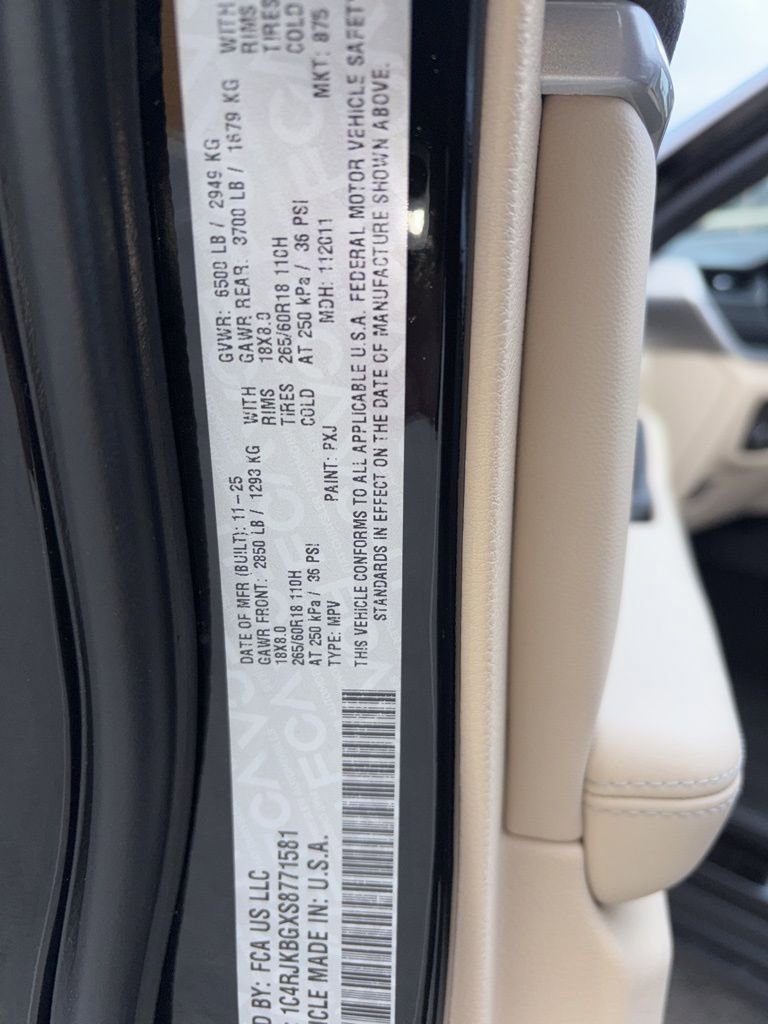 D BY: FCA US LLC
DATE OF MFR (BUILT): 11-25 GVWR: 6500 LB / 2949 KG
GAWR FRONT: 2850 LB / 1293 KG WITH GAWR REAR: 3700 LB / 1679 KG WITH
18X8.0 RIMS 18X8.0 RIMS
265/60R18 110H TIRES 265/60R18 110H TIRES
AT 250 kPa / 36 PSI COLD AT 250 kPa / 36 PSI COLD
1C4RJKBGXS8771581 TYPE: MPV PAINT: PXJ MDH: 112011 MKT: 875
ICLE MADE IN: U.S.A.
THIS VEHICLE CONFORMS TO ALL APPLICABLE U.S.A. FEDERAL MOTOR VEHICLE SAFET
STANDARDS IN EFFECT ON THE DATE OF MANUFACTURE SHOWN ABOVE.